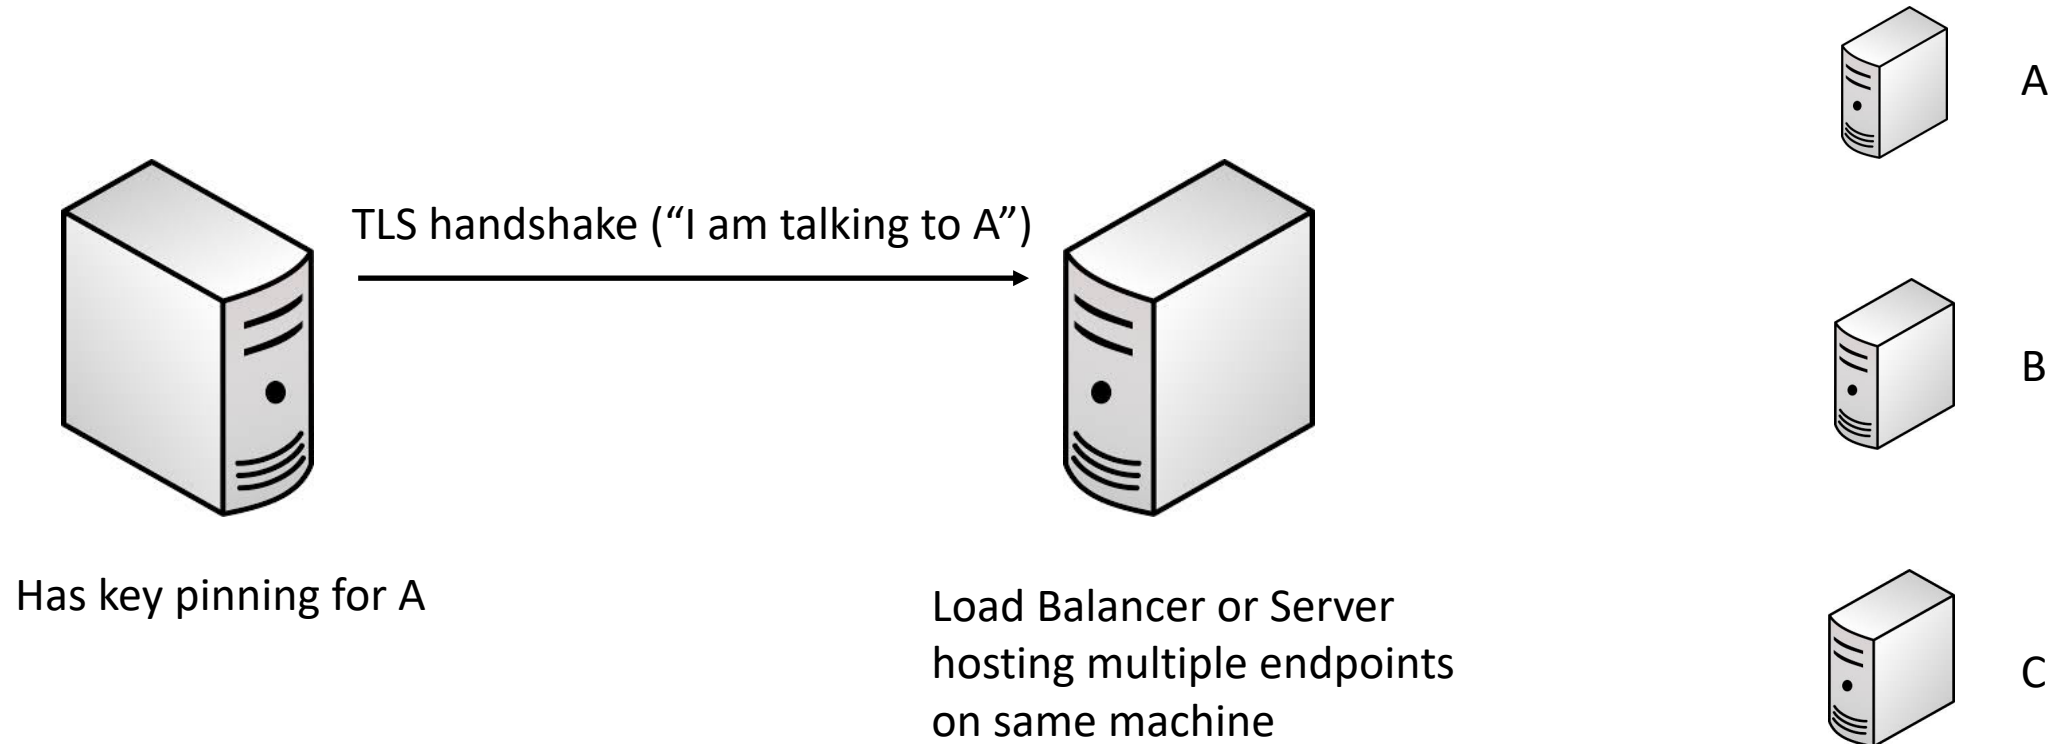 A
TLS handshake (“I am talking to A”)
B
Has key pinning for A
Load Balancer or Server
hosting multiple endpoints
on same machine
C